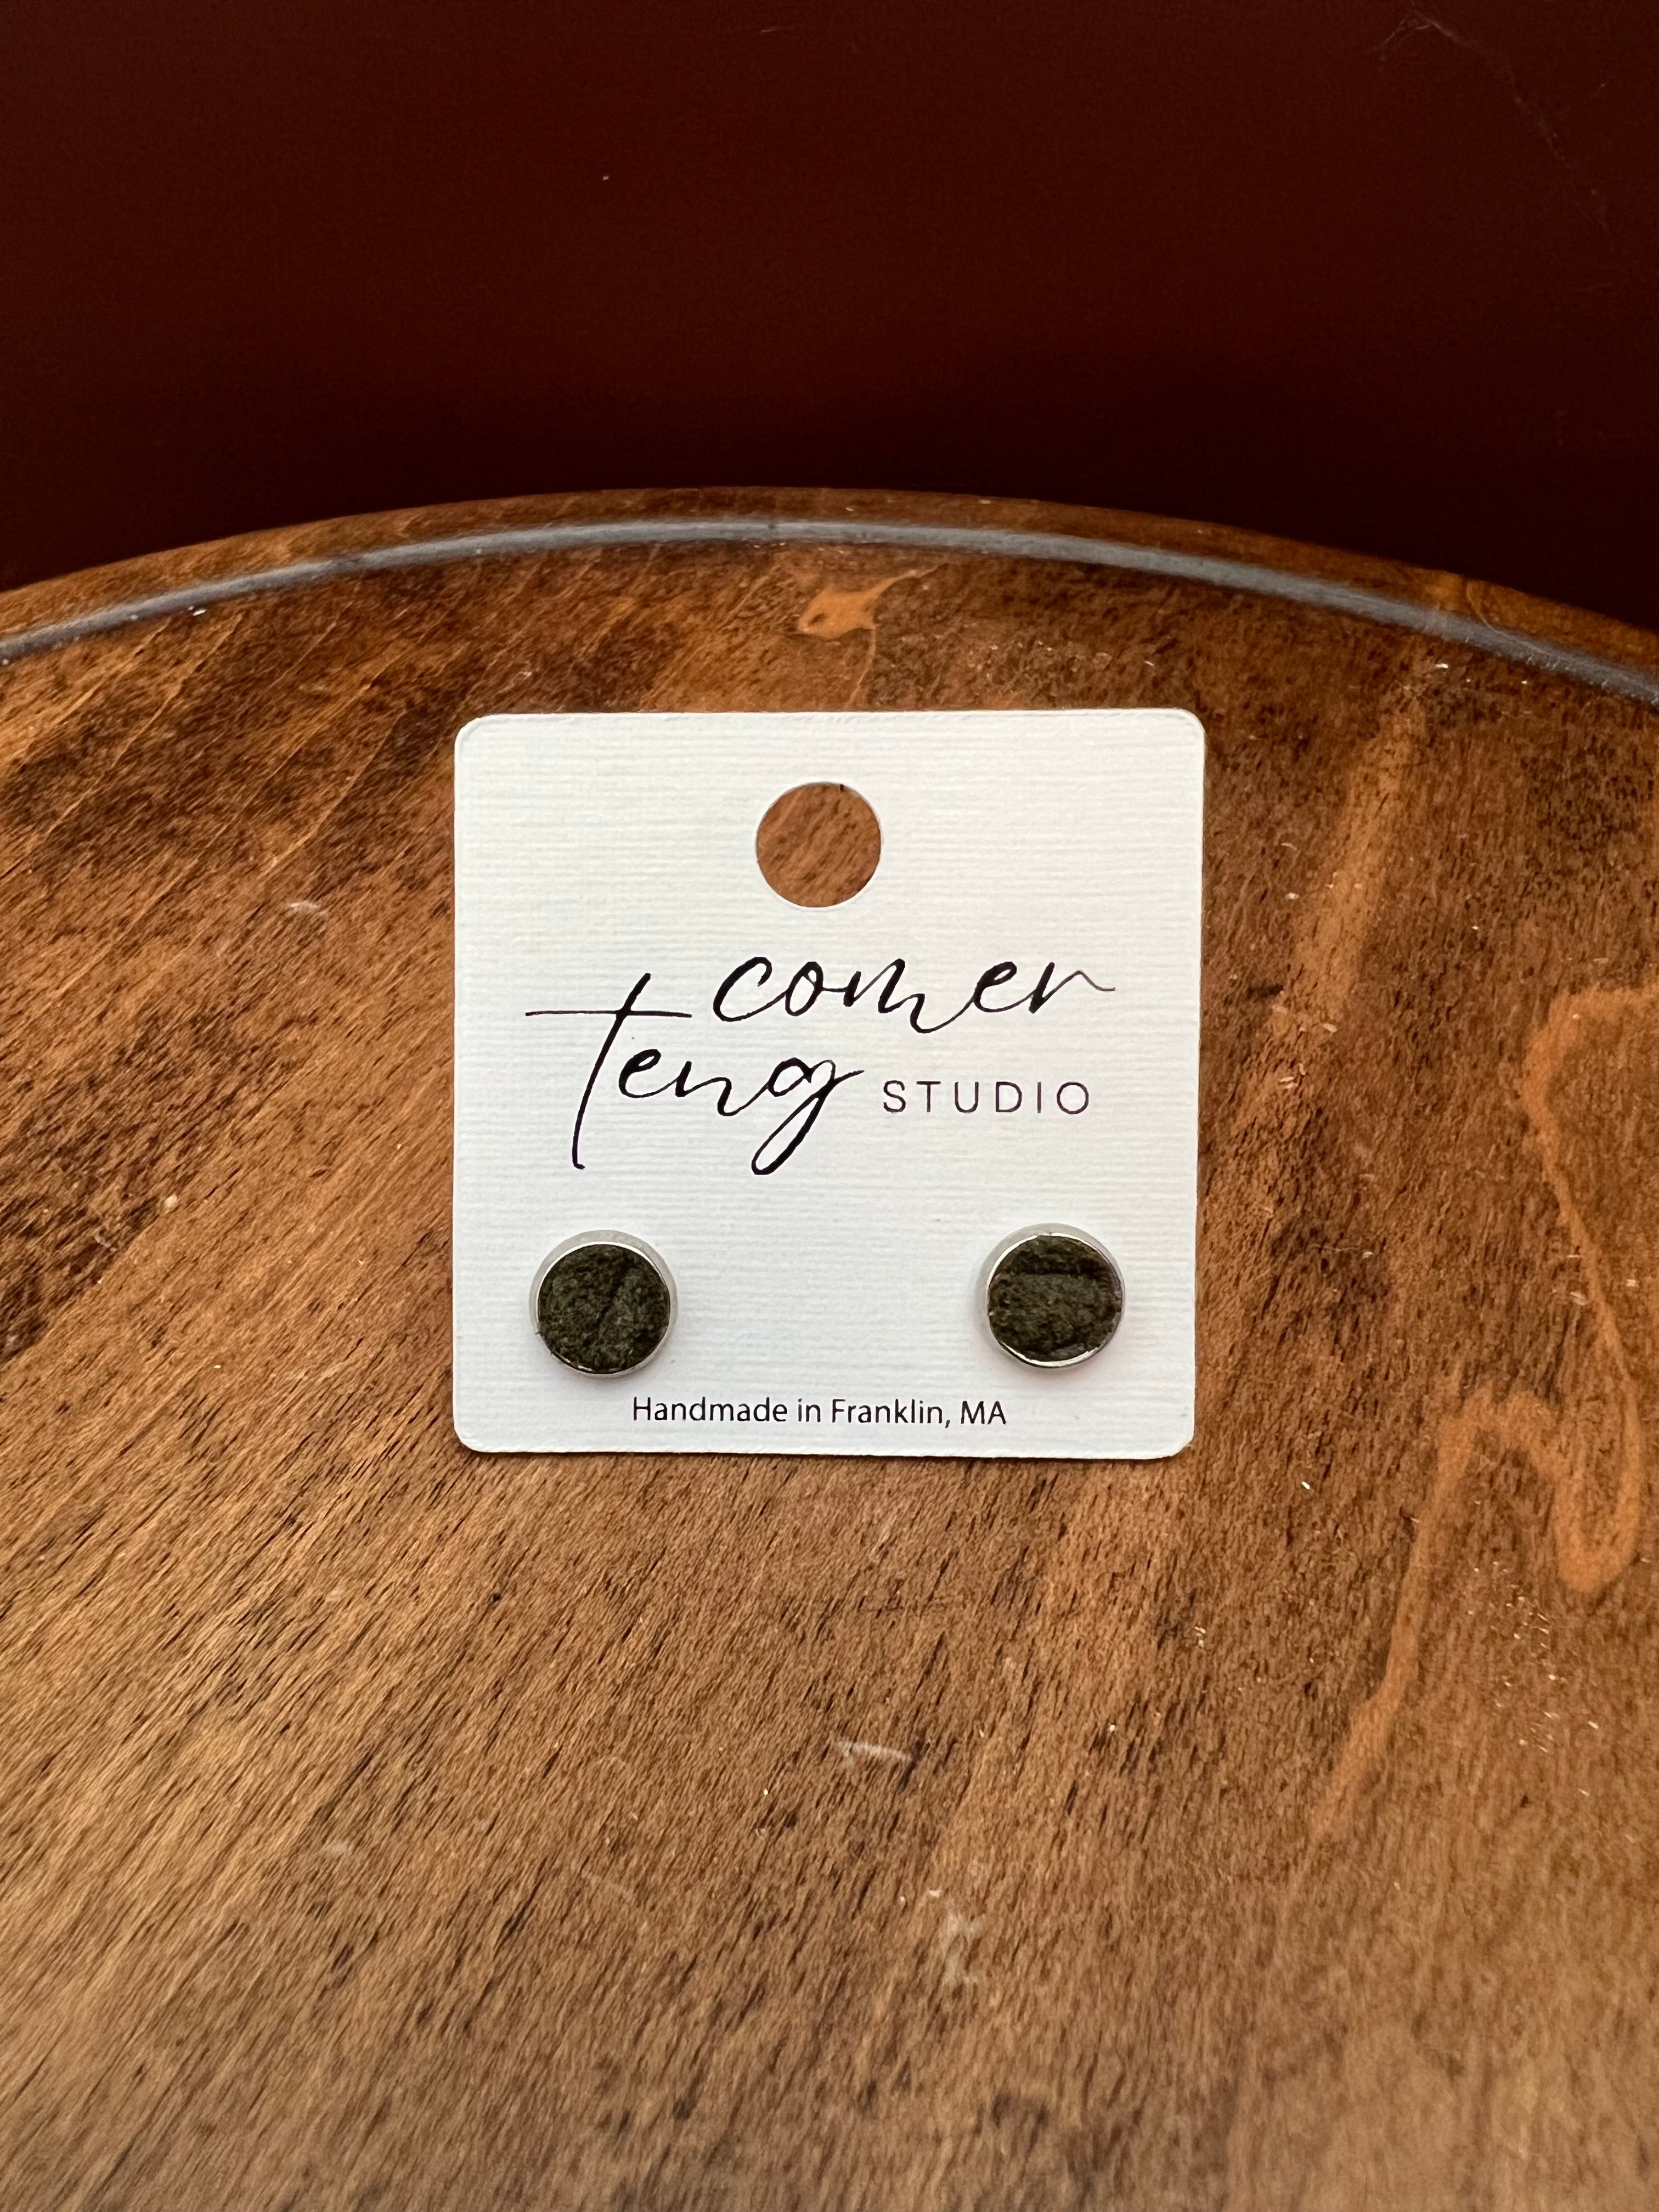 comer
teng STUDIO
Handmade in Franklin, MA